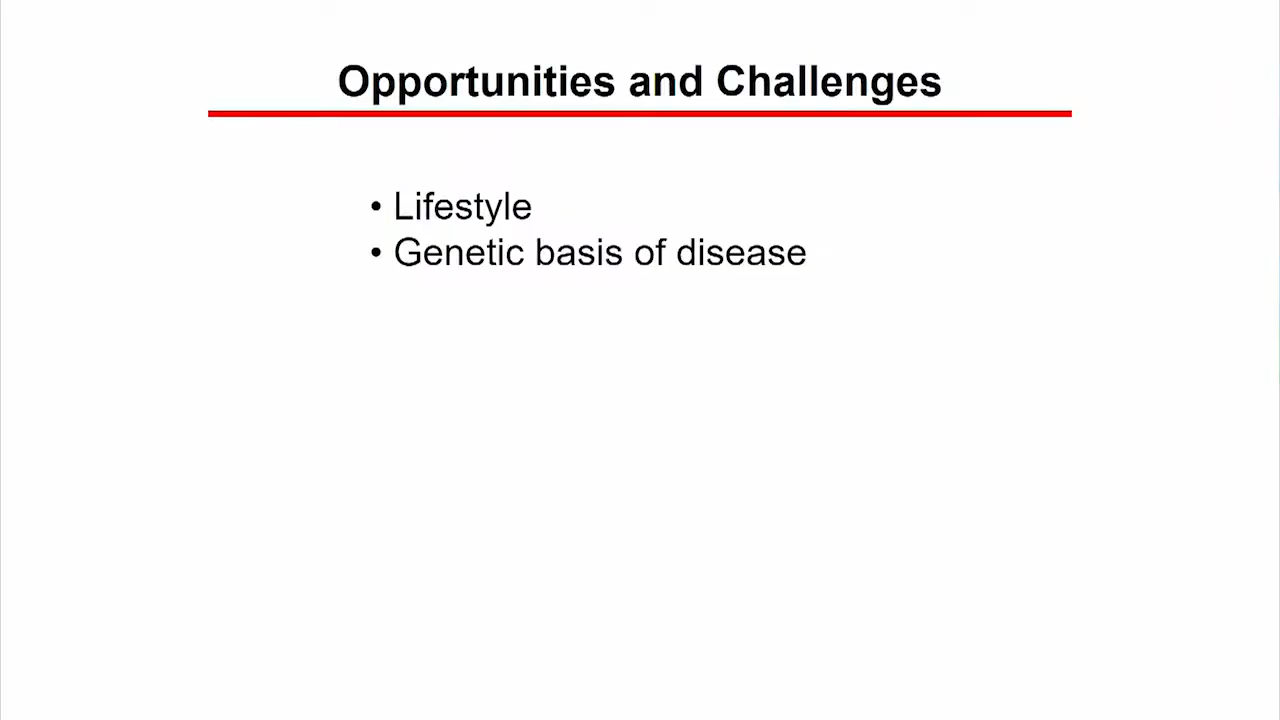 Opportunities and Challenges
• Lifestyle
• Genetic basis of disease